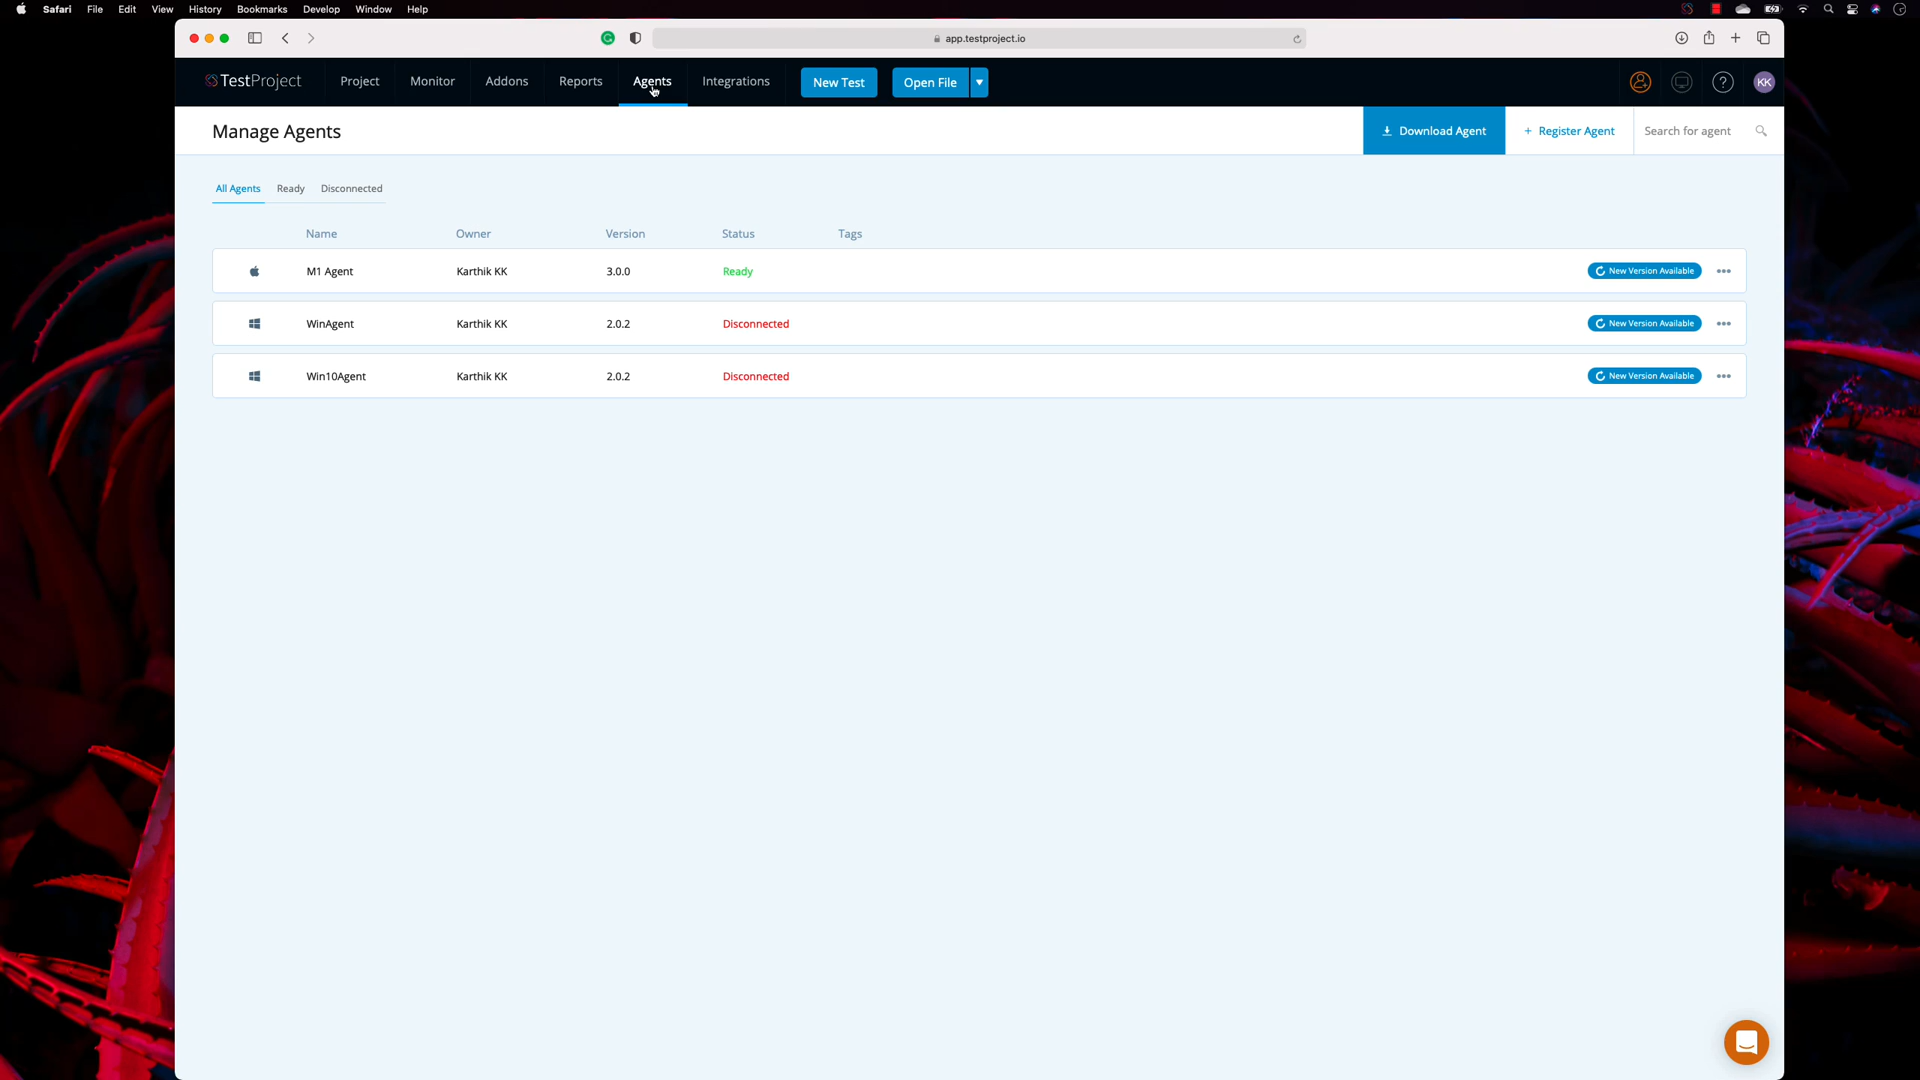 Safari File Edit View History Bookmarks Develop Window Help
app.testproject.io
TestProject Project Monitor Addons Reports Agents Integrations New Test Open File KK
Manage Agents Download Agent + Register Agent Search for agent
All Agents Ready Disconnected
Name Owner Version Status Tags
M1 Agent Karthik KK 3.0.0 Ready New Version Available
WinAgent Karthik KK 2.0.2 Disconnected New Version Available
Win10Agent Karthik KK 2.0.2 Disconnected New Version Available